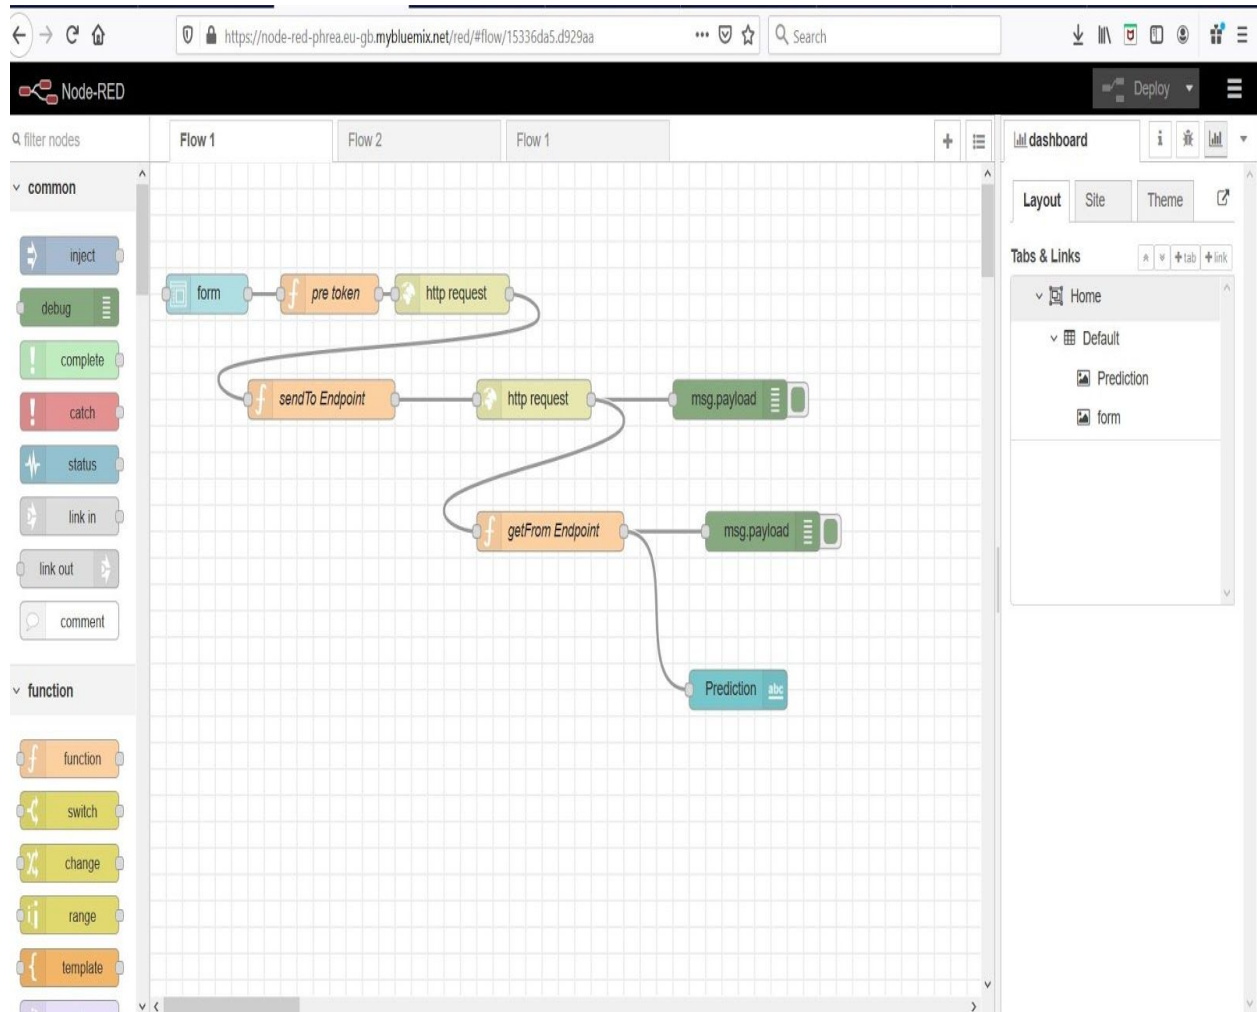 https://node-red-phrea.eu-gb.mybluemix.net/red/#flow/15336da5.d929aa
Search
Node-RED
Deploy
filter nodes
Flow 1
Flow 2
Flow 1
dashboard
i
common
Layout
Site
Theme
Tabs & Links
+tab
+link
inject
debug
complete
catch
status
link in
link out
comment
function
function
switch
change
range
template
form
pre token
http request
sendTo Endpoint
http request
msg.payload
getFrom Endpoint
msg.payload
Prediction
abc
Home
Default
Prediction
form